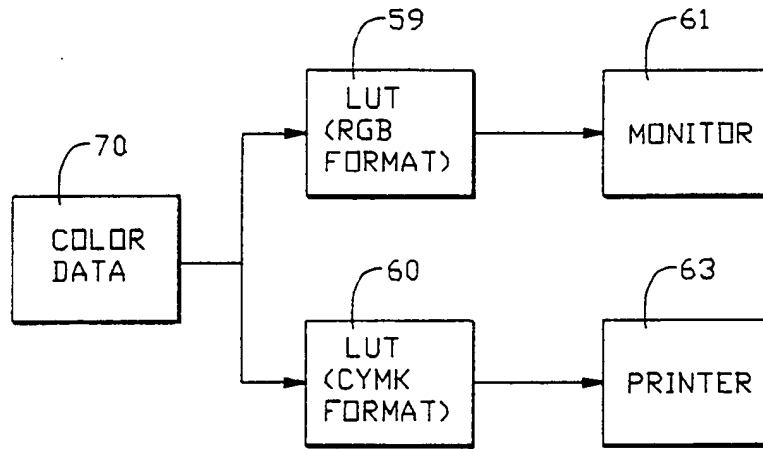 59
LUT
(RGB
FORMAT)
61
MONITOR
70
COLOR
DATA
60
LUT
(CYMK
FORMAT)
63
PRINTER